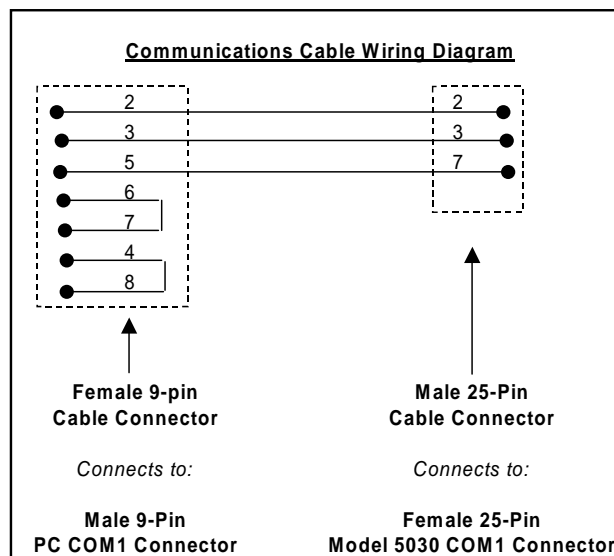 Communications Cable Wiring Diagram
2 2
3 3
5 7
6
7
4
8
Female 9-pin
Cable Connector
Male 25-Pin
Cable Connector
Connects to:
Connects to:
Male 9-Pin
PC COM1 Connector
Female 25-Pin
Model 5030 COM1 Connector